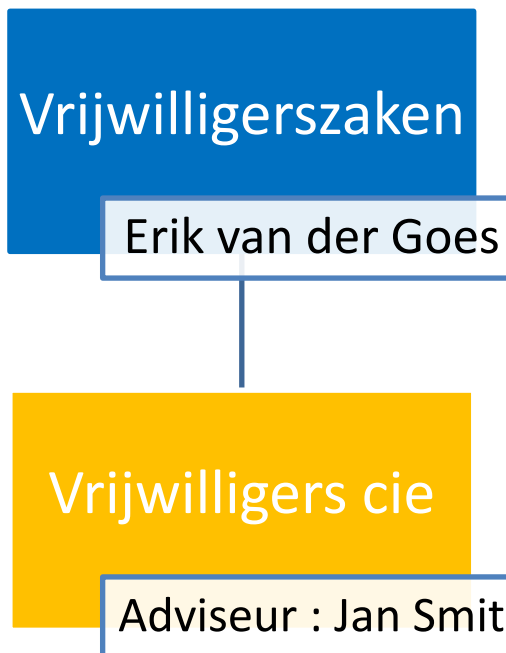 Vrijwilligerszaken
Erik van der Goes
Vrijwilligers cie
Adviseur : Jan Smit